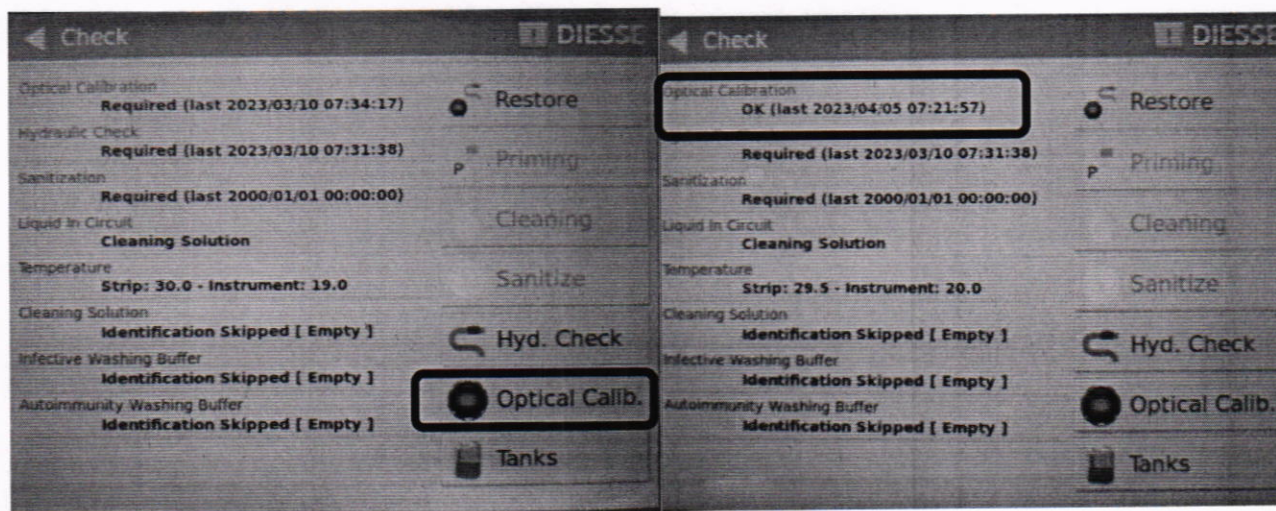 Check
DIESSE
Optical Calibration
Required (last 2023/03/10 07:34:17)
Hydraulic Check
Required (last 2023/03/10 07:31:38)
Sanitization
Required (last 2000/01/01 00:00:00)
Liquid In Circuit
Cleaning Solution
Temperature
Strip: 30.0 - Instrument: 19.0
Cleaning Solution
Identification Skipped [ Empty ]
Infective Washing Buffer
Identification Skipped [ Empty ]
Autoimmunity Washing Buffer
Identification Skipped [ Empty ]
Restore
P Priming
Cleaning
Sanitize
Hyd. Check
Optical Calib.
Tanks
Check
DIESSE
Optical Calibration
OK (last 2023/04/05 07:21:57)
Required (last 2023/03/10 07:31:38)
Sanitization
Required (last 2000/01/01 00:00:00)
Liquid In Circuit
Cleaning Solution
Temperature
Strip: 29.5 - Instrument: 20.0
Cleaning Solution
Identification Skipped [ Empty ]
Infective Washing Buffer
Identification Skipped [ Empty ]
Autoimmunity Washing Buffer
Identification Skipped [ Empty ]
Restore
P Priming
Cleaning
Sanitize
Hyd. Check
Optical Calib.
Tanks